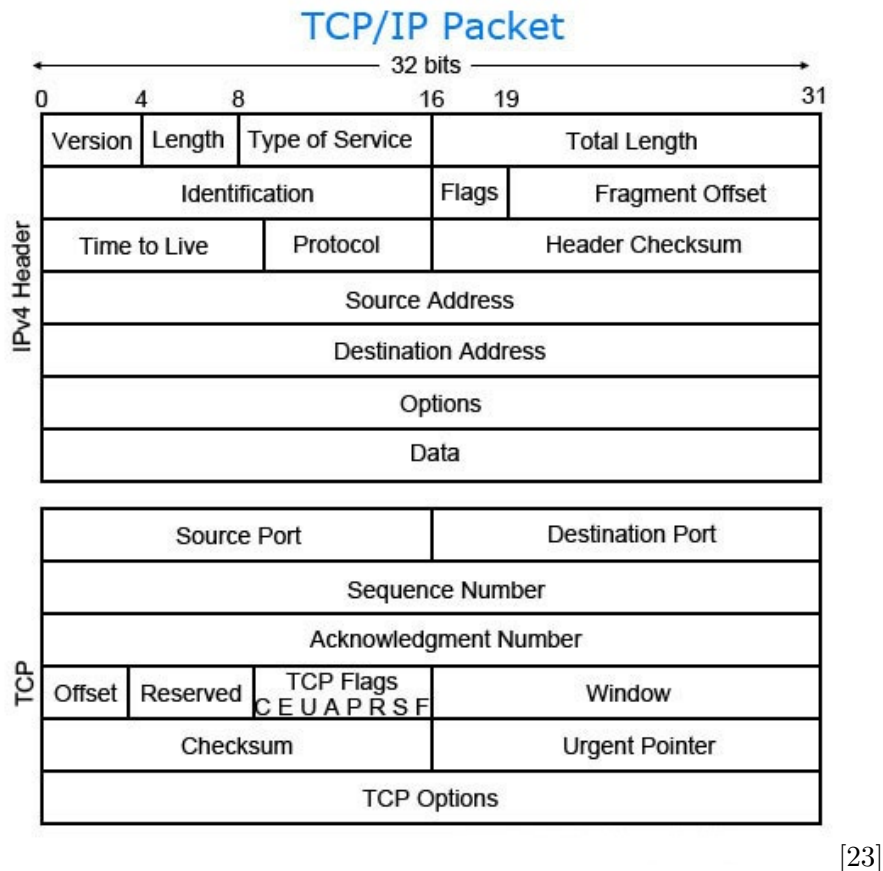 TCP/IP Packet
32 bits
0 4 8 16 19 31
Version Length Type of Service Total Length
Identification Flags Fragment Offset
Time to Live Protocol Header Checksum
Source Address
Destination Address
Options
Data
IPv4 Header
Source Port Destination Port
Sequence Number
Acknowledgment Number
Offset Reserved TCP Flags Window
C E U A P R S F
Checksum Urgent Pointer
TCP Options
TCP
[23]